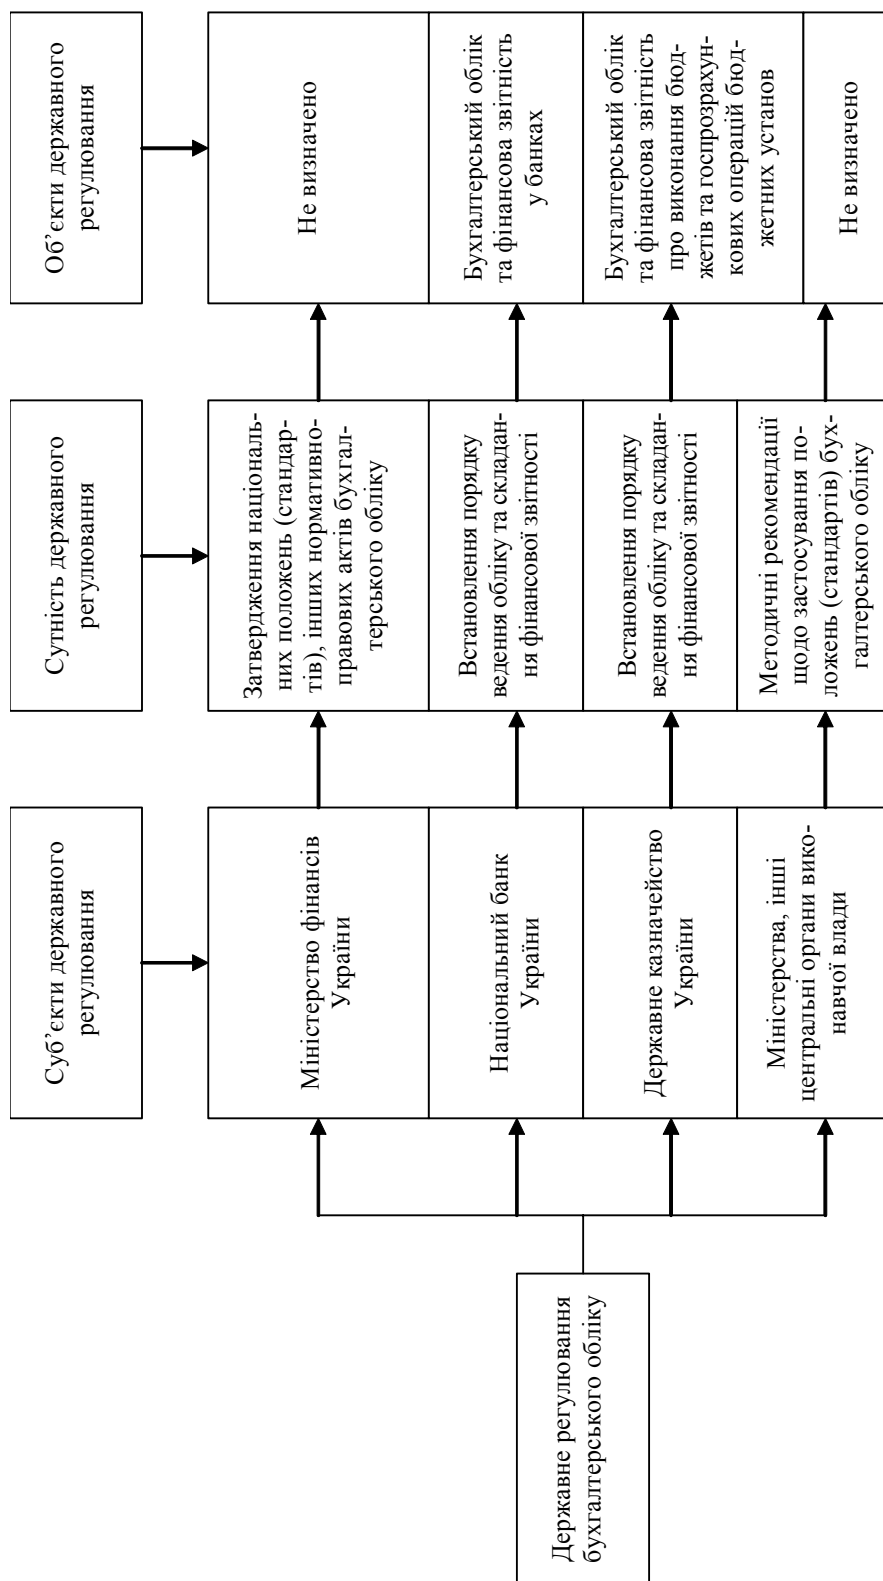 Суб’єкти державного
регулювання
Сутність державного
регулювання
Об’єкти державного
регулювання
Державне регулювання
бухгалтерського обліку
Міністерство фінансів
України
Затвердження національ-
них положень (стандар-
тів), інших нормативно-
правових актів бухгал-
терського обліку
Не визначено
Національний банк
України
Встановлення порядку
ведення обліку та складан-
ня фінансової звітності
Бухгалтерський облік
та фінансова звітність
у банках
Державне казначейство
України
Встановлення порядку
ведення обліку та складан-
ня фінансової звітності
Бухгалтерський облік
та фінансова звітність
про виконання бюд-
жетів та госпрозрахун-
кових операцій бюд-
жетних установ
Міністерства, інші
центральні органи вико-
навчої влади
Методичні рекомендації
щодо застосування по-
ложень (стандартів) бух-
галтерського обліку
Не визначено